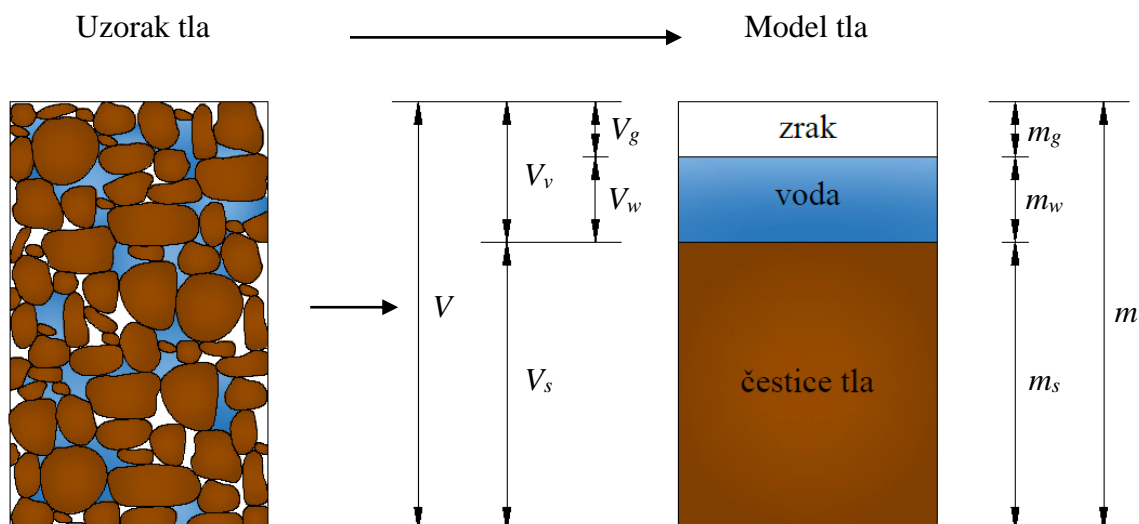 Uzorak tla
Model tla
V
V_v
V_s
V_g
V_w
zrak
voda
čestice tla
m_g
m_w
m_s
m